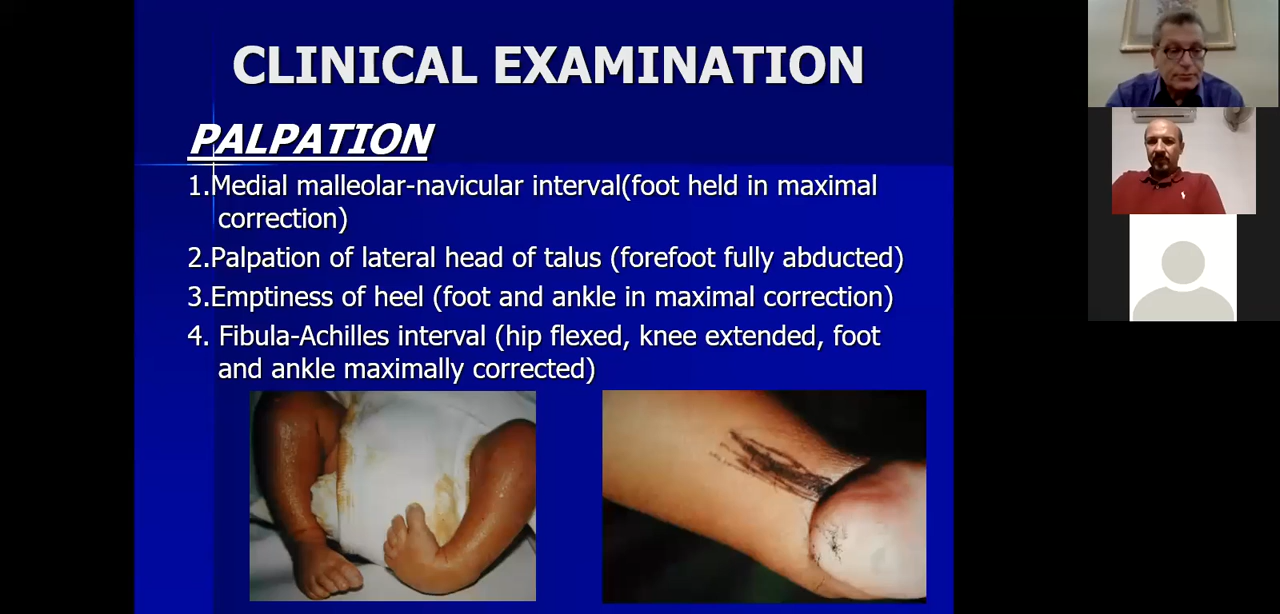 CLINICAL EXAMINATION
PALPATION
1.Medial malleolar-navicular interval(foot held in maximal
correction)
2.Palpation of lateral head of talus (forefoot fully abducted)
3.Emptiness of heel (foot and ankle in maximal correction)
4. Fibula-Achilles interval (hip flexed, knee extended, foot
and ankle maximally corrected)